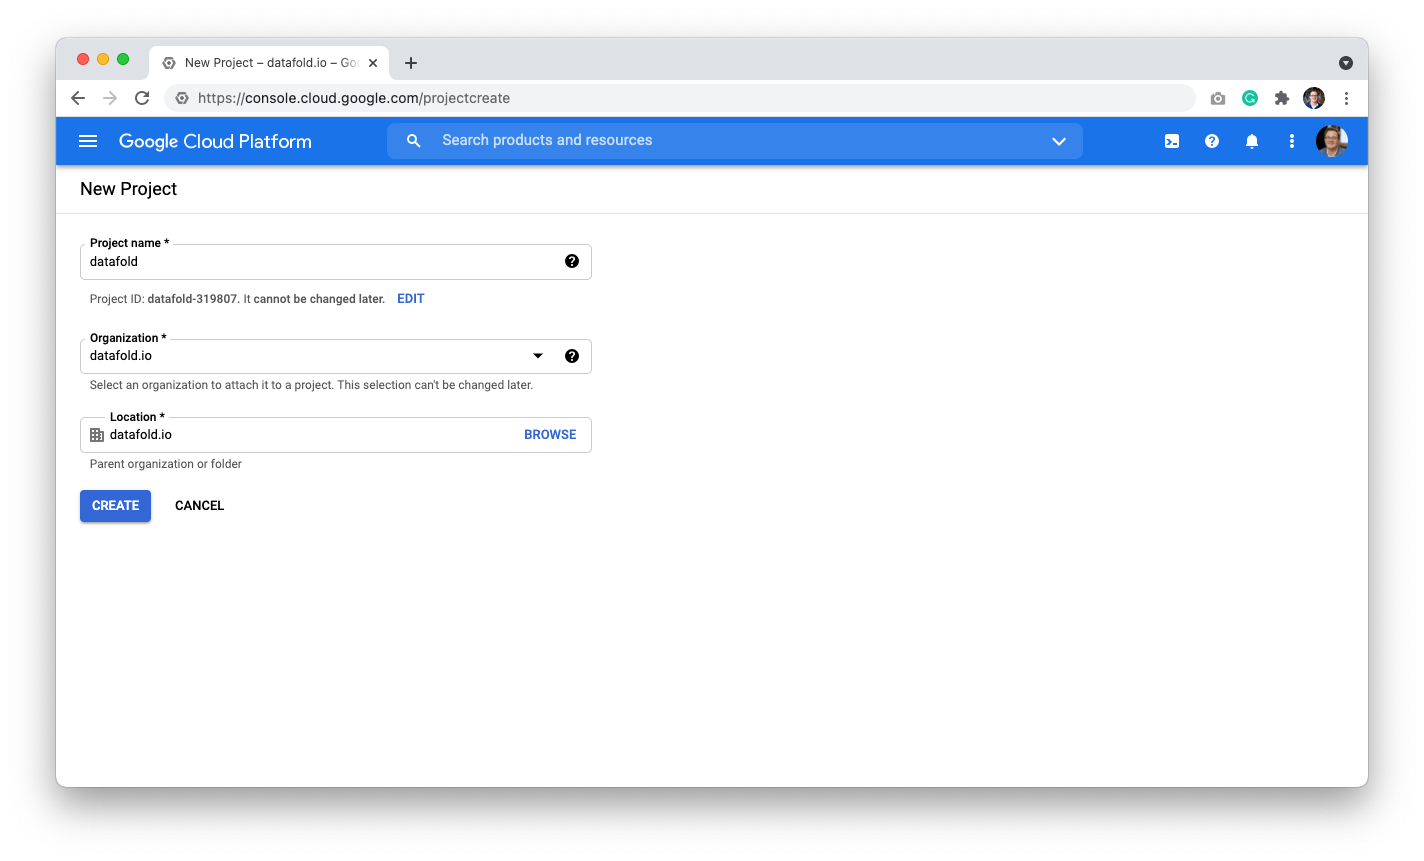 New Project – datafold.io – Go
https://console.cloud.google.com/projectcreate
Google Cloud Platform
Search products and resources
New Project
Project name *
datafold
Project ID: datafold-319807. It cannot be changed later. EDIT
Organization *
datafold.io
Select an organization to attach it to a project. This selection can't be changed later.
Location *
datafold.io BROWSE
Parent organization or folder
CREATE CANCEL